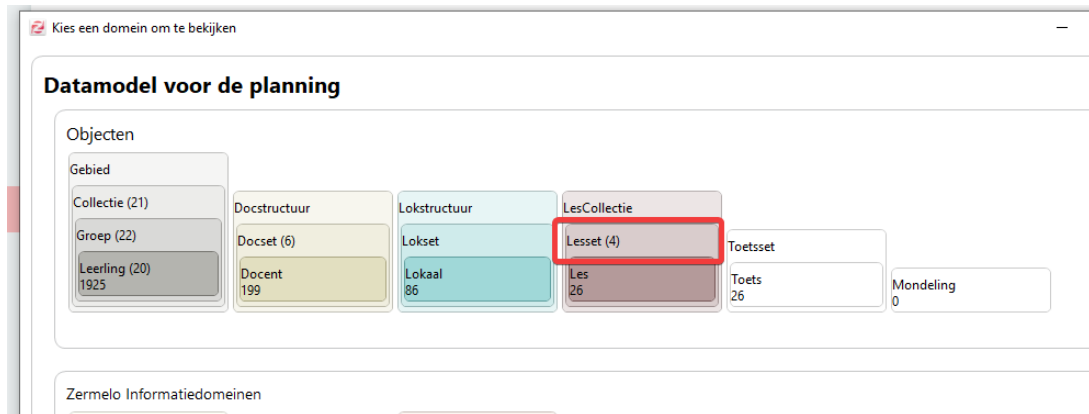 Kies een domein om te bekijken
Datamodel voor de planning
Objecten
Gebied
Collectie (21)
Groep (22)
Leerling (20)
1925
Docstructuur
Docset (6)
Docent
199
Lokstructuur
Lokset
Lokaal
86
LesCollectie
Lesset (4)
Les
26
Toetsset
Toets
26
Mondeling
0
Zermelo Informatiedomeinen